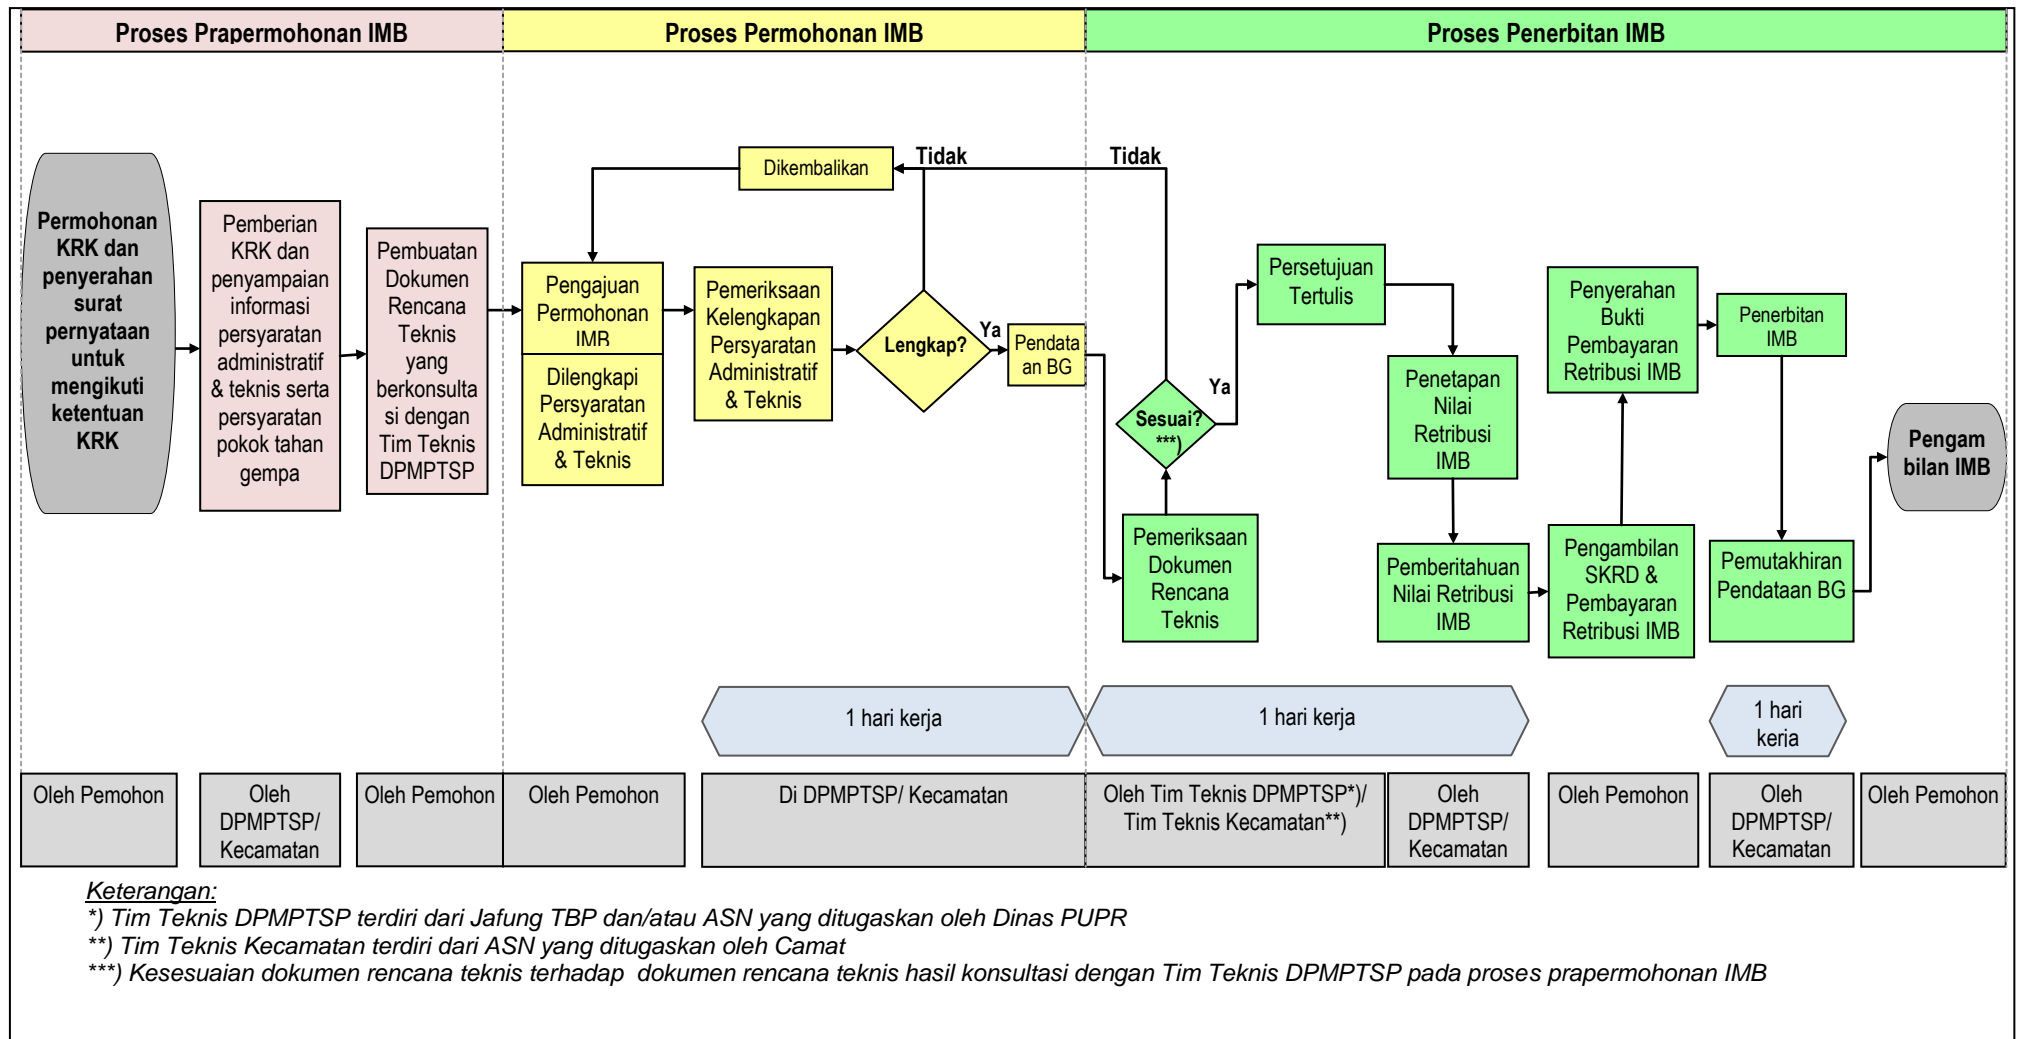 Proses Prapermohonan IMB
Proses Permohonan IMB
Proses Penerbitan IMB
Permohonan
KRK dan
penyerahan
surat
pernyataan
untuk
mengikuti
ketentuan
KRK
Pemberian
KRK dan
penyampaian
informasi
persyaratan
administratif
& teknis serta
persyaratan
pokok tahan
gempa
Pembuatan
Dokumen
Rencana
Teknis
yang
berkonsulta
si dengan
Tim Teknis
DPMPTSP
Dikembalikan
Tidak
Tidak
Pengajuan
Permohonan
IMB
Dilengkapi
Persyaratan
Administratif
& Teknis
Pemeriksaan
Kelengkapan
Persyaratan
Administratif
& Teknis
Lengkap?
Ya
Pendata
an BG
Sesuai?
***)
Ya
Pemeriksaan
Dokumen
Rencana
Teknis
Persetujuan
Tertulis
Penetapan
Nilai
Retribusi
IMB
Pemberitahuan
Nilai Retribusi
IMB
Penyerahan
Bukti
Pembayaran
Retribusi IMB
Pengambilan
SKRD &
Pembayaran
Retribusi IMB
Penerbitan
IMB
Pemutakhiran
Pendataan BG
Pengam
bilan IMB
1 hari kerja
1 hari kerja
1 hari
kerja
Oleh Pemohon
Oleh
DPMPTSP/
Kecamatan
Oleh Pemohon
Oleh Pemohon
Di DPMPTSP/ Kecamatan
Oleh Tim Teknis DPMPTSP*)/
Tim Teknis Kecamatan**)
Oleh
DPMPTSP/
Kecamatan
Oleh Pemohon
Oleh
DPMPTSP/
Kecamatan
Oleh Pemohon
Keterangan:
*) Tim Teknis DPMPTSP terdiri dari Jafung TBP dan/atau ASN yang ditugaskan oleh Dinas PUPR
**) Tim Teknis Kecamatan terdiri dari ASN yang ditugaskan oleh Camat
***) Kesesuaian dokumen rencana teknis terhadap dokumen rencana teknis hasil konsultasi dengan Tim Teknis DPMPTSP pada proses prapermohonan IMB